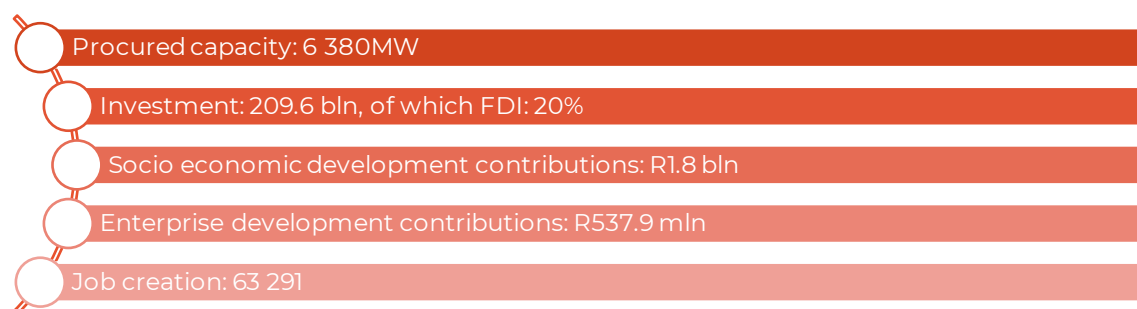 Procured capacity: 6 380MW
Investment: 209.6 bln, of which FDI: 20%
Socio economic development contributions: R1.8 bln
Enterprise development contributions: R537.9 mln
Job creation: 63 291